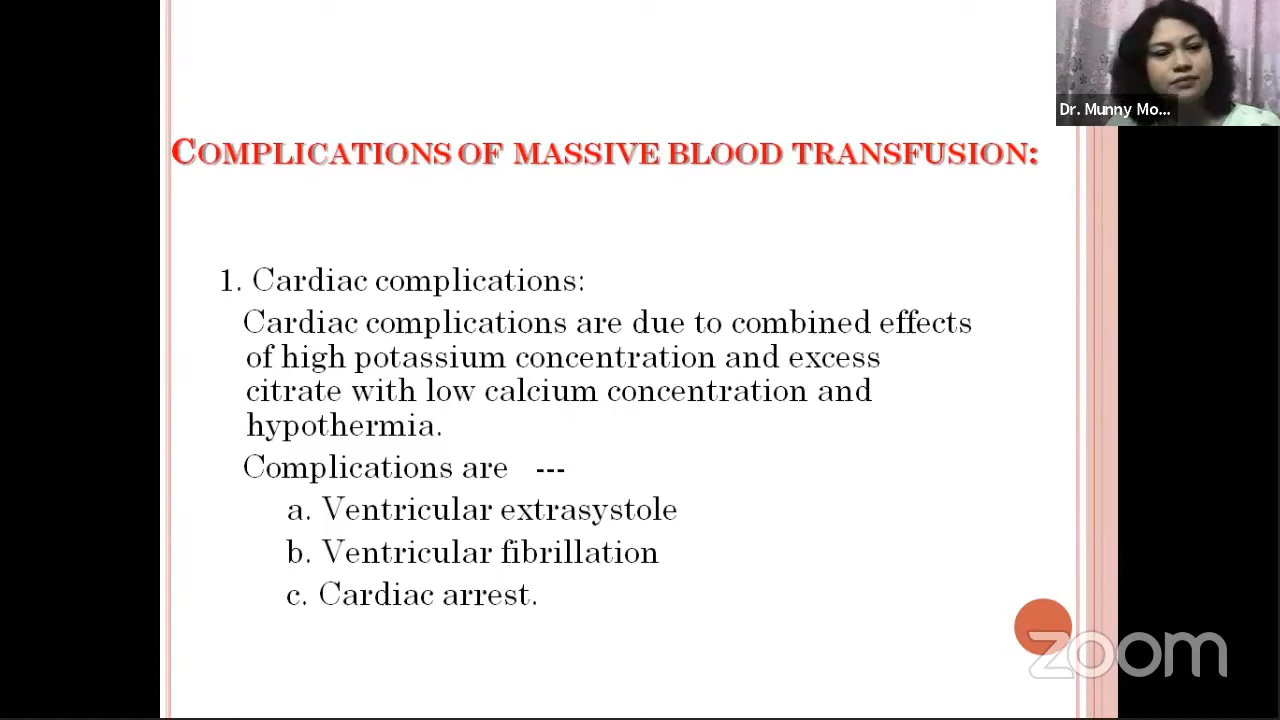 Dr. Munny Mo...
COMPLICATIONS OF MASSIVE BLOOD TRANSFUSION:
1. Cardiac complications:
Cardiac complications are due to combined effects
of high potassium concentration and excess
citrate with low calcium concentration and
hypothermia.
Complications are ---
a. Ventricular extrasystole
b. Ventricular fibrillation
c. Cardiac arrest.
zoom